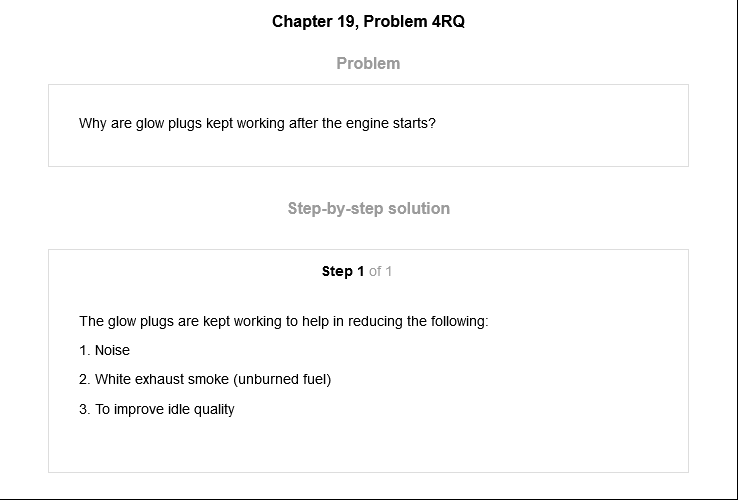 Chapter 19, Problem 4RQ
Problem
Why are glow plugs kept working after the engine starts?
Step-by-step solution
Step 1 of 1
The glow plugs are kept working to help in reducing the following:
1. Noise
2. White exhaust smoke (unburned fuel)
3. To improve idle quality